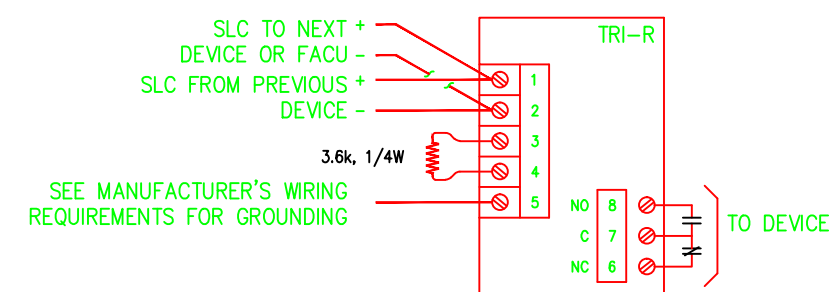 SLC TO NEXT +
DEVICE OR FACU -
SLC FROM PREVIOUS +
DEVICE -
3.6k, 1/4W
SEE MANUFACTURER'S WIRING
REQUIREMENTS FOR GROUNDING
TRI-R
1
2
3
4
5
NO 8
C 7
NC 6
TO DEVICE